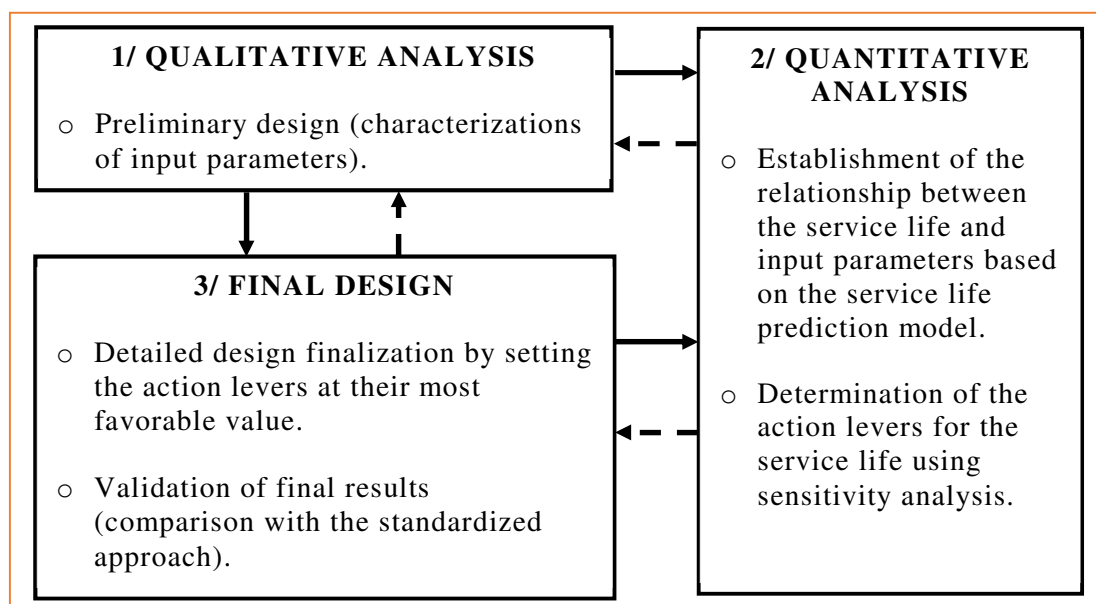 1/ QUALITATIVE ANALYSIS
o Preliminary design (characterizations
of input parameters).
2/ QUANTITATIVE
ANALYSIS
o Establishment of the
relationship between
the service life and
input parameters based
on the service life
prediction model.
o Determination of the
action levers for the
service life using
sensitivity analysis.
3/ FINAL DESIGN
o Detailed design finalization by setting
the action levers at their most
favorable value.
o Validation of final results
(comparison with the standardized
approach).